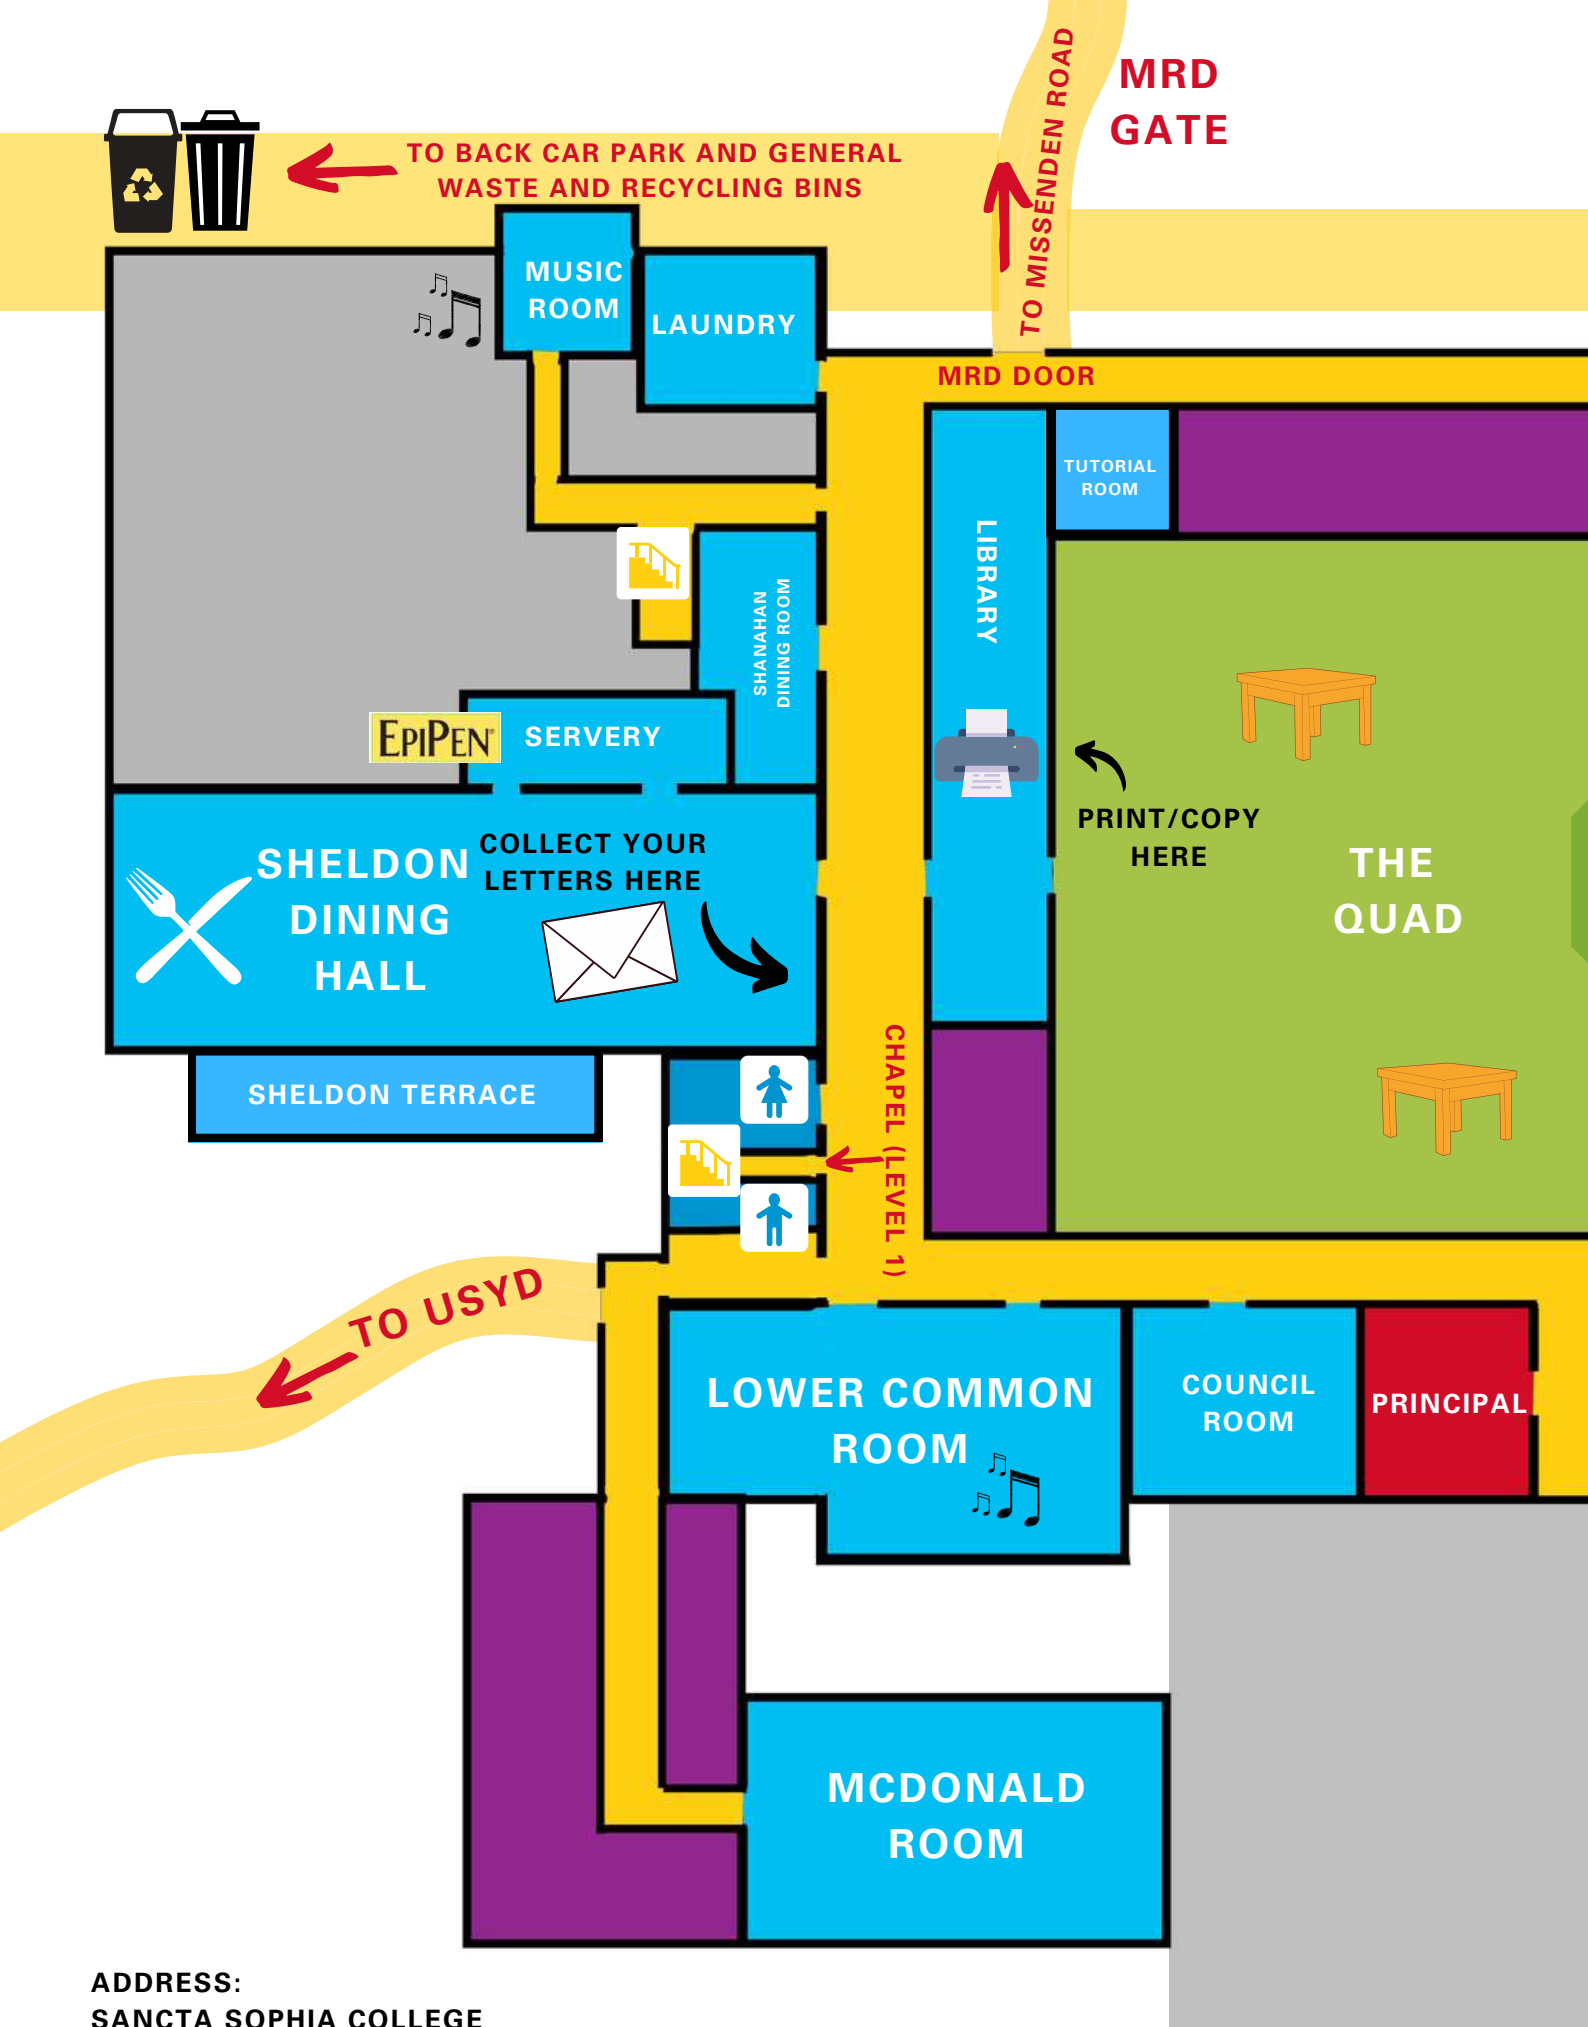 MRD
GATE
TO MISSENDEN ROAD
TO BACK CAR PARK AND GENERAL
WASTE AND RECYCLING BINS
MUSIC
ROOM
LAUNDRY
MRD DOOR
TUTORIAL
ROOM
LIBRARY
SHANAHAN
DINING ROOM
EPIPEN®
SERVERY
PRINT/COPY
HERE
THE
QUAD
SHELDON
DINING
HALL
COLLECT YOUR
LETTERS HERE
CHAPEL (LEVEL 1)
SHELDON TERRACE
TO USYD
LOWER COMMON
ROOM
COUNCIL
ROOM
PRINCIPAL
MCDONALD
ROOM
ADDRESS:
SANCTA SOPHIA COLLEGE